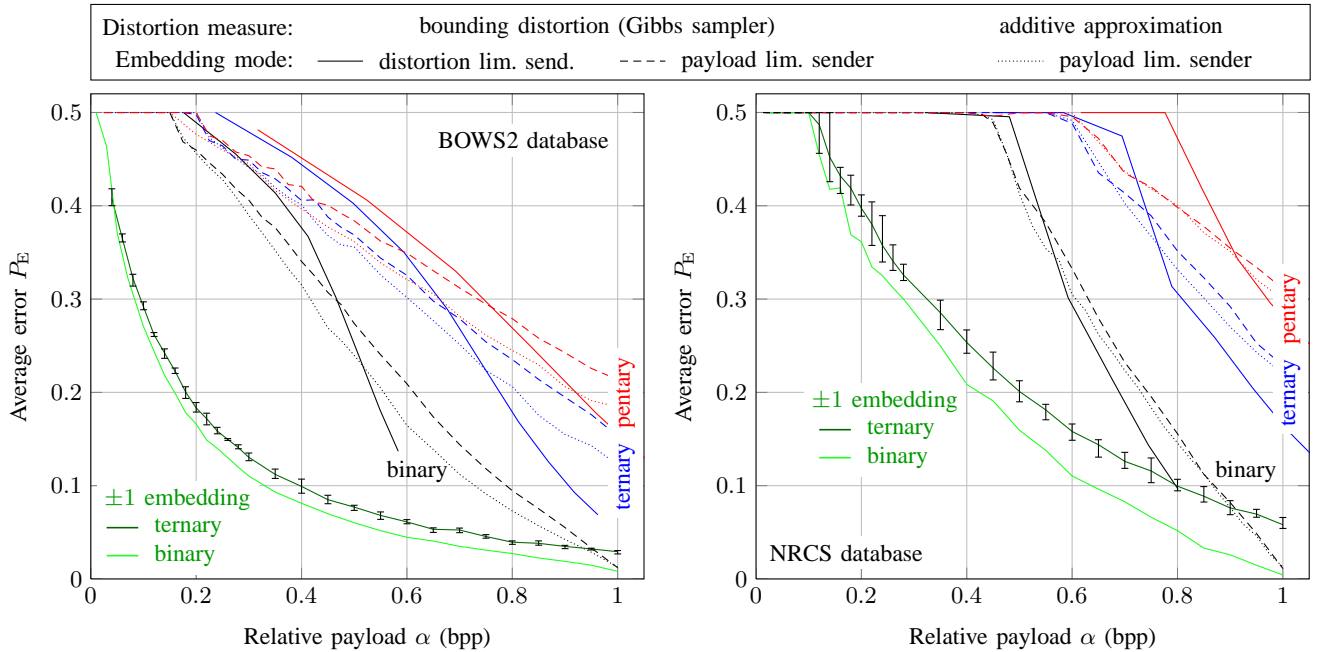 Distortion measure: bounding distortion (Gibbs sampler) additive approximation
Embedding mode: distortion lim. send. payload lim. sender payload lim. sender
0.5
0.4
0.3
0.2
0.1
0
Average error P_E
BOWS2 database
binary
ternary
pentary
±1 embedding
ternary
binary
0 0.2 0.4 0.6 0.8 1
Relative payload α (bpp)
0.5
0.4
0.3
0.2
0.1
0
Average error P_E
pentary
ternary
±1 embedding
ternary
binary
binary
NRCS database
0 0.2 0.4 0.6 0.8 1
Relative payload α (bpp)